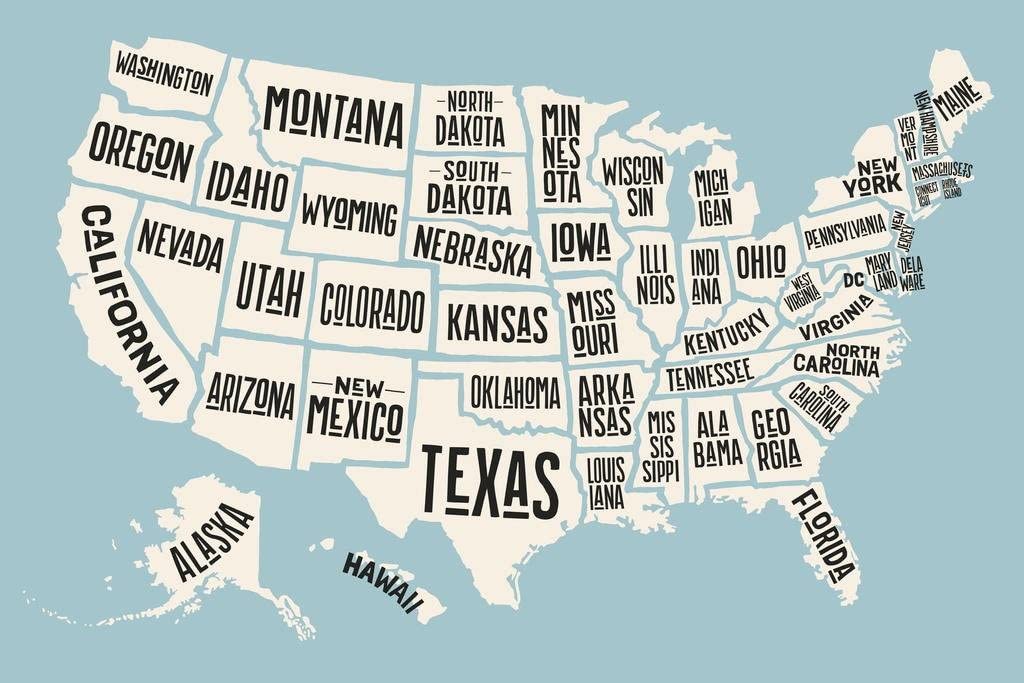 WASHINGTON
OREGON
CALIFORNIA
NEVADA
IDAHO
MONTANA
WYOMING
UTAH
COLORADO
ARIZONA
NEW
MEXICO
NORTH
DAKOTA
SOUTH
DAKOTA
NEBRASKA
KANSAS
OKLAHOMA
TEXAS
MIN
NES
OTA
IOWA
MISS
OURI
ARKA
NSAS
LOUIS
IANA
WISCON
SIN
ILLI
NOIS
MICH
IGAN
INDI
ANA
OHIO
KENTUCKY
TENNESSEE
MIS
SIS
SIPPI
ALA
BAMA
GEO
RGIA
FLORIDA
SOUTH
CAROLINA
NORTH
CAROLINA
VIRGINIA
WEST
VIRGINIA
DC
MARY
LAND
DELA
WARE
PENNSYLVANIA
NEW
JERSEY
NEW
YORK
CONNECT
ICUT
RHODE
ISLAND
MASSACHUSETS
VER
MO
NT
NEW HAMPSHIRE
MAINE
ALASKA
HAWAII